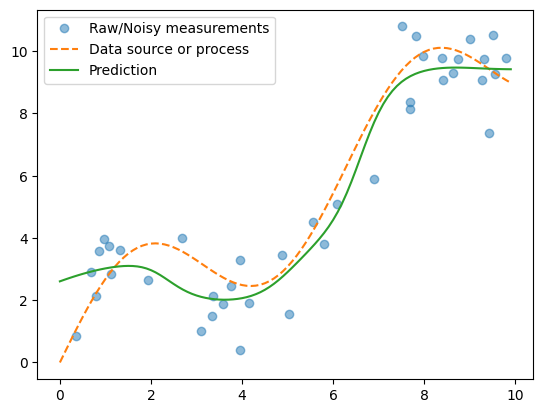 Raw/Noisy measurements
Data source or process
Prediction
10
8
6
4
2
0
0 2 4 6 8 10